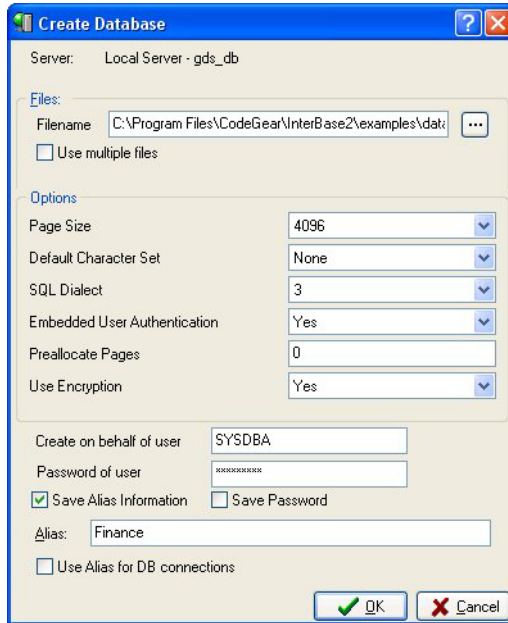 Create Database
Server: Local Server - gds_db
Files:
Filename C:\Program Files\CodeGear\InterBase2\examples\data
Use multiple files
Options
Page Size 4096
Default Character Set None
SQL Dialect 3
Embedded User Authentication Yes
Preallocate Pages 0
Use Encryption Yes
Create on behalf of user SYSDBA
Password of user *********
Save Alias Information Save Password
Alias: Finance
Use Alias for DB connections
OK Cancel